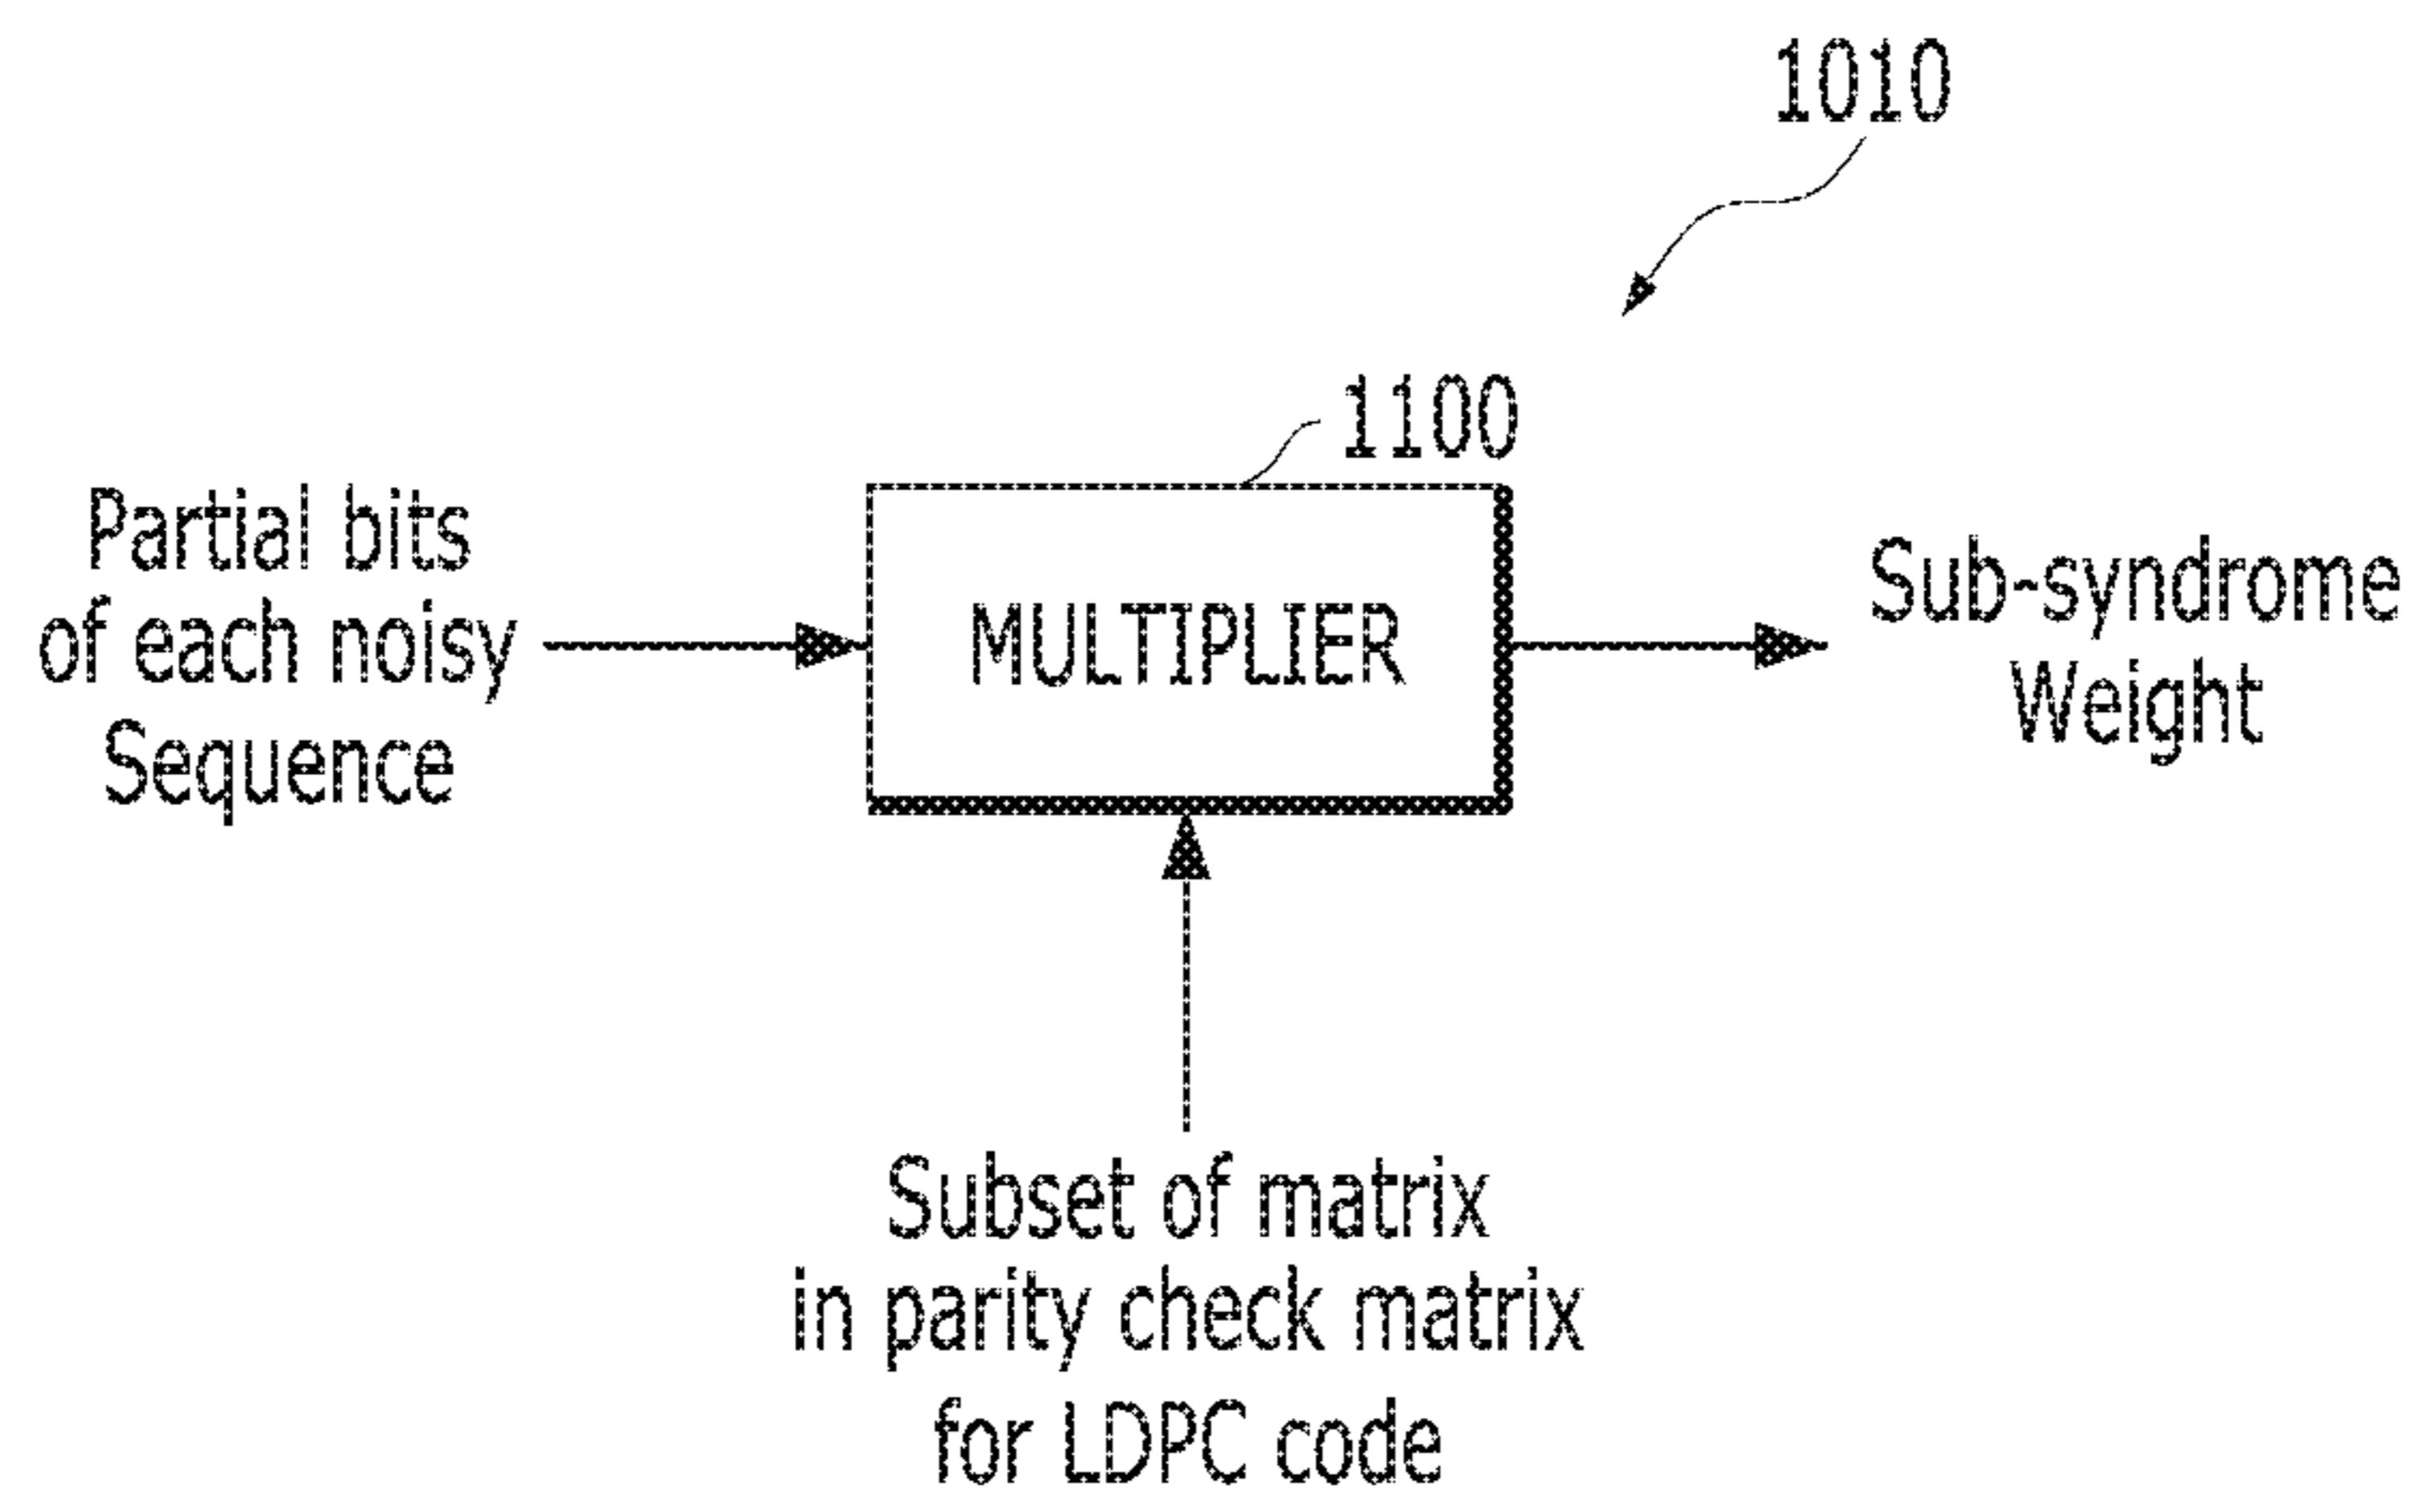 1010
1100
Partial bits
of each noisy
Sequence
MULTIPLIER
Sub-syndrome
Weight
Subset of matrix
in parity check matrix
for LDPC code